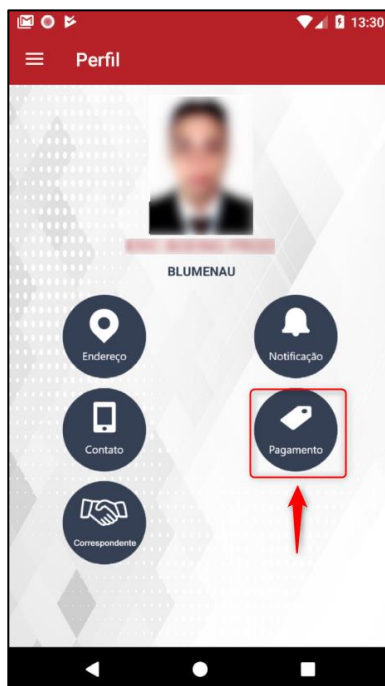 13:30
Perfil
BLUMENAU
Endereço
Notificação
Contato
Pagamento
Correspondente